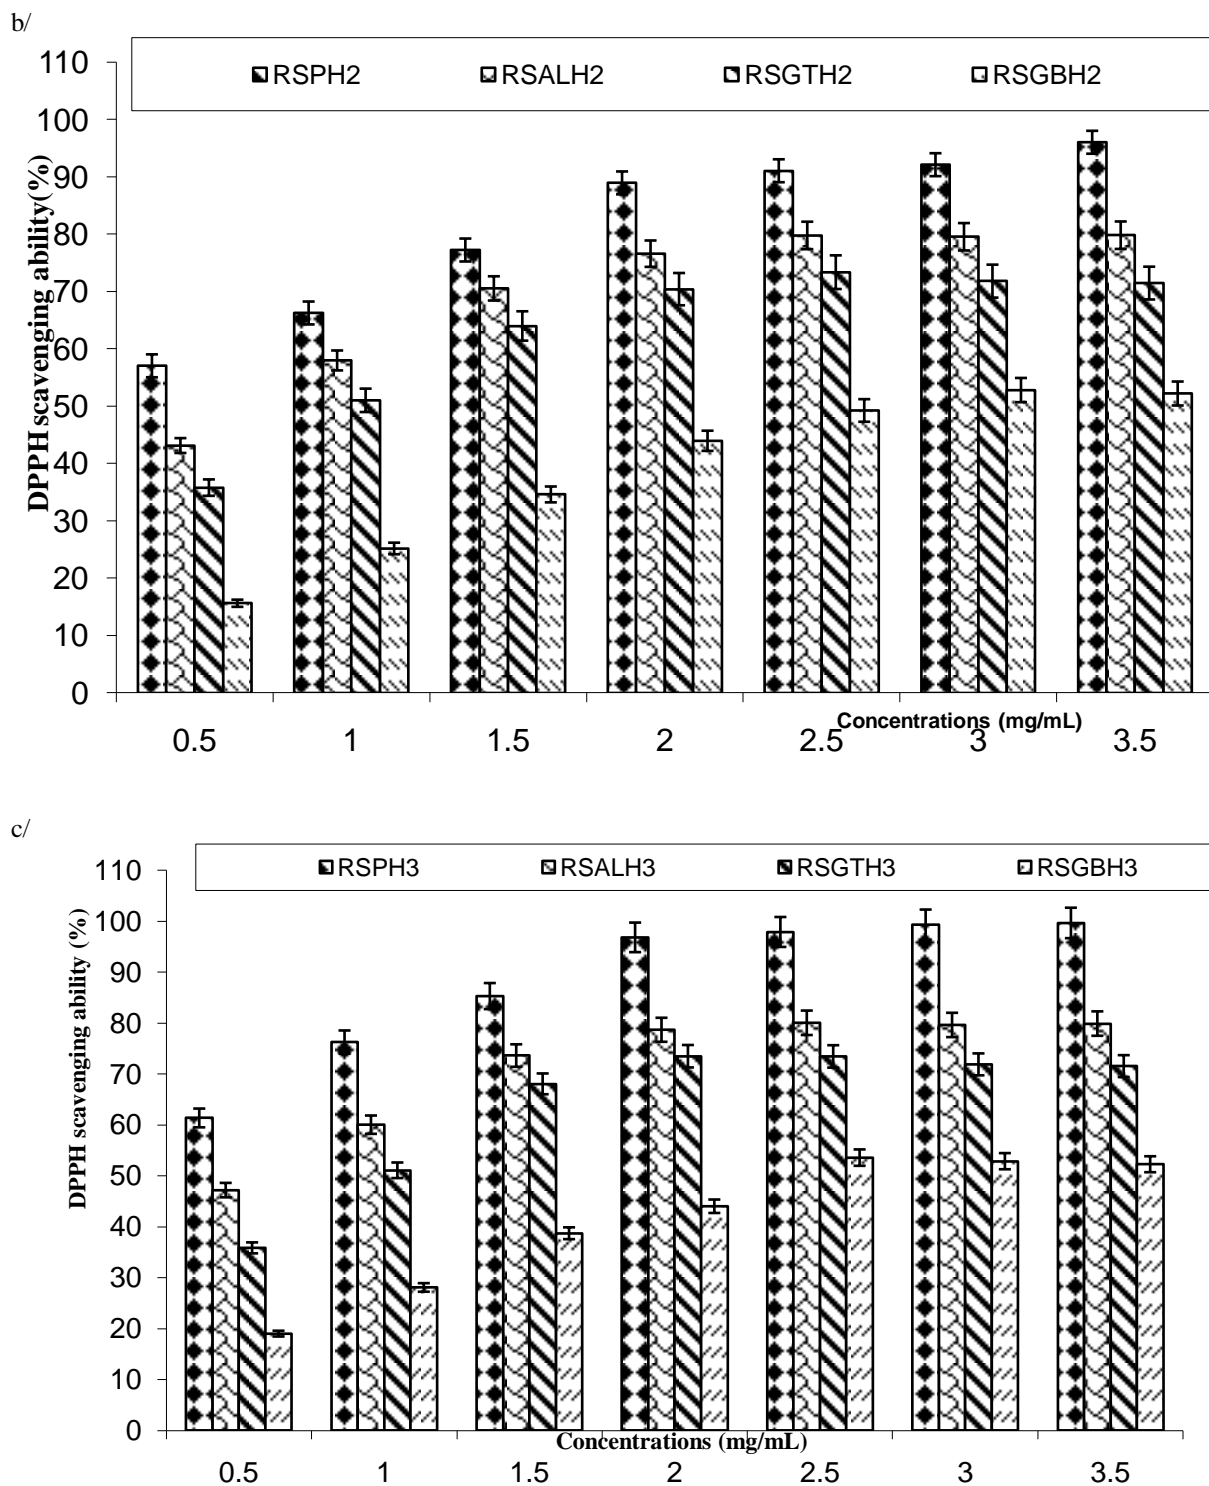 b/
RSPH2 RSALH2 RSGTH2 RSGBH2
DPPH scavenging ability(%)
110
100
90
80
70
60
50
40
30
20
10
0
Concentrations (mg/mL)
0.5 1 1.5 2 2.5 3 3.5
c/
RSPH3 RSALH3 RSGTH3 RSGBH3
DPPH scavenging ability (%)
110
100
90
80
70
60
50
40
30
20
10
0
Concentrations (mg/mL)
0.5 1 1.5 2 2.5 3 3.5